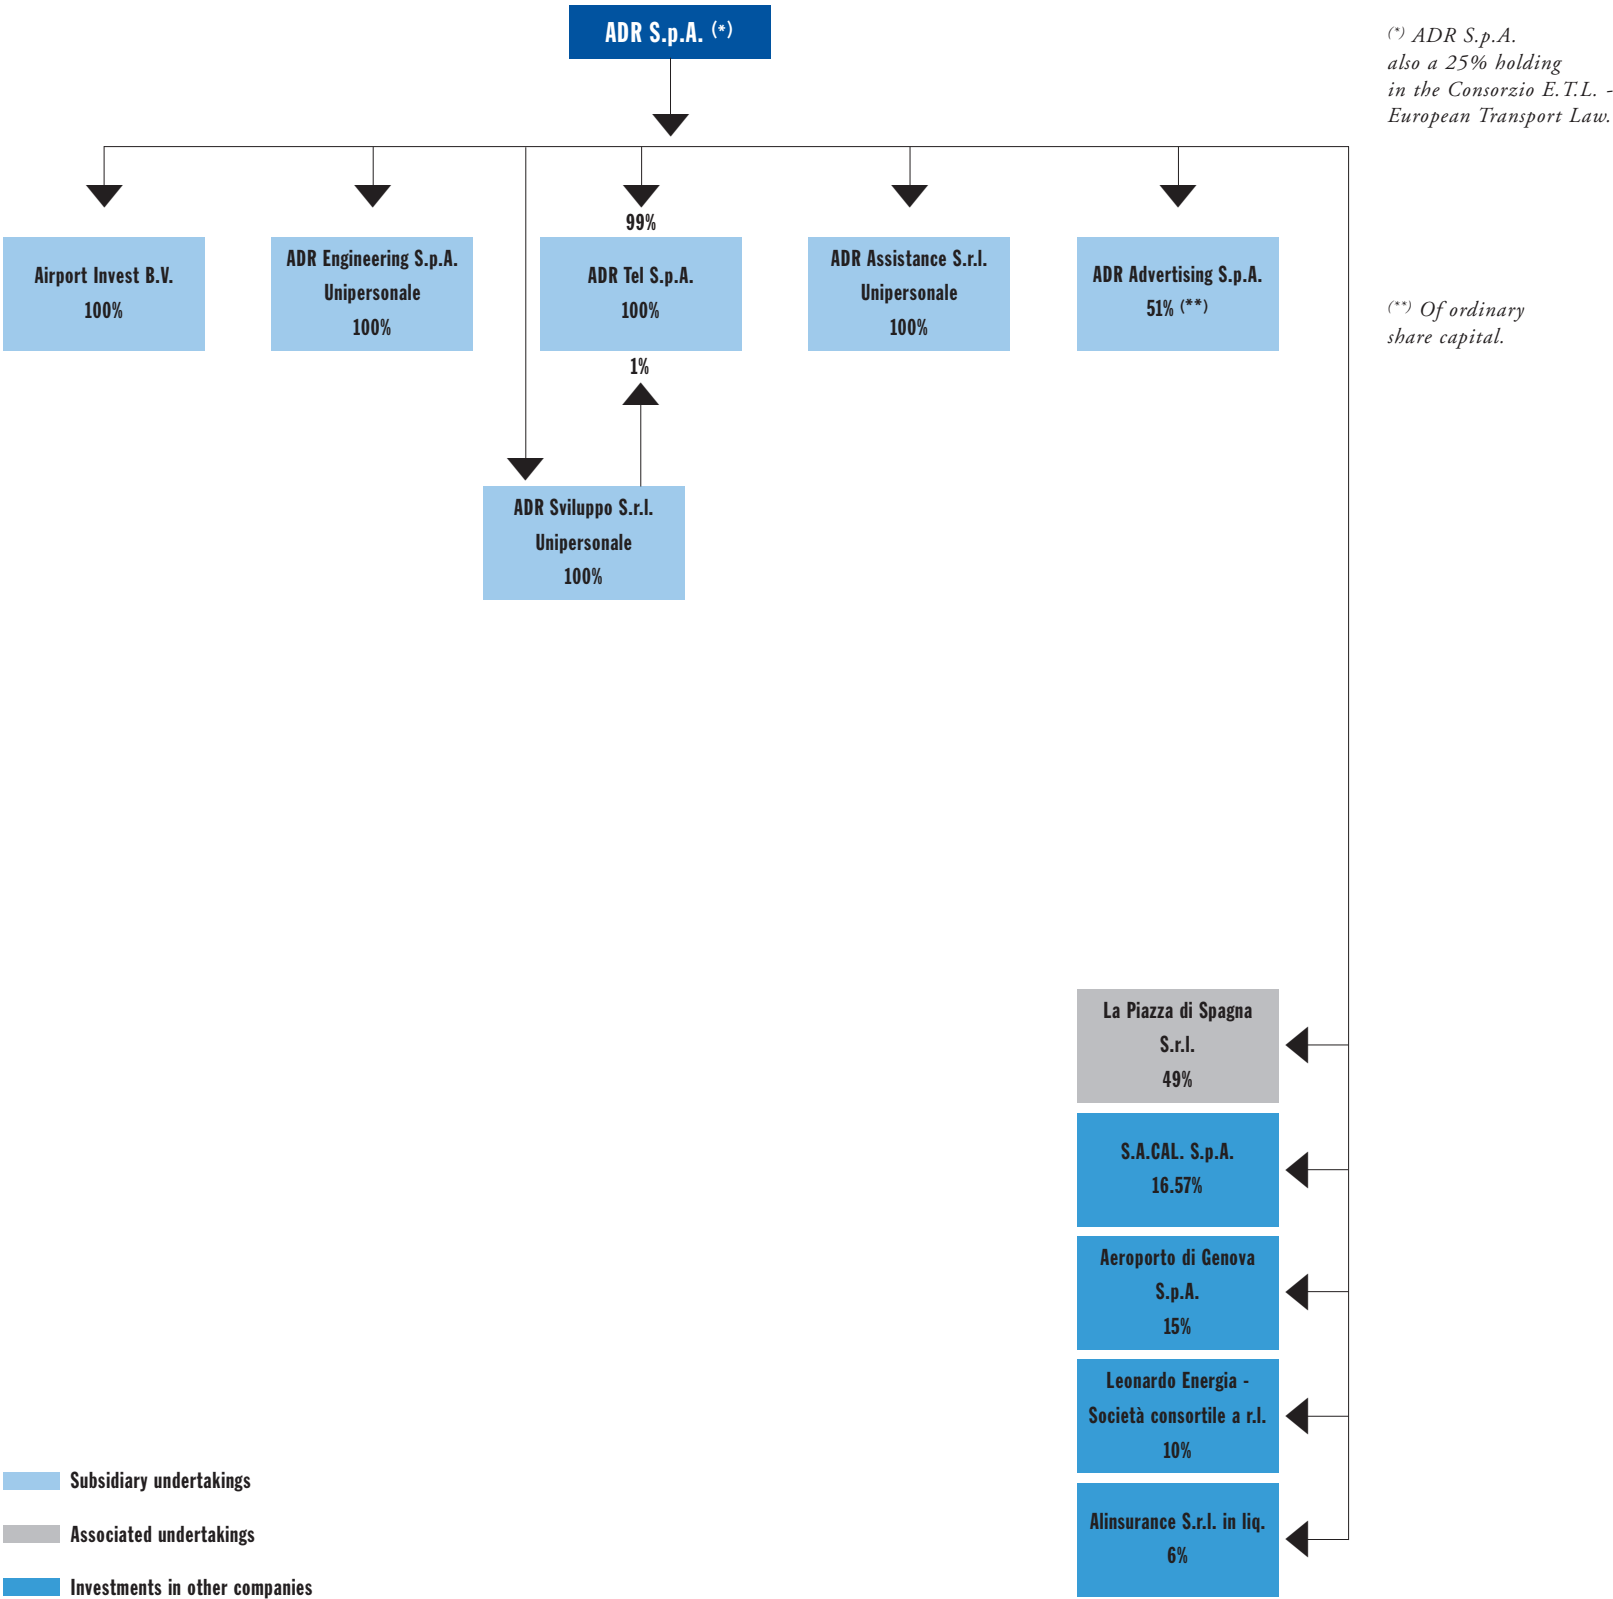 ADR S.p.A. (*)
(*) ADR S.p.A.
also a 25% holding
in the Consorzio E.T.L. -
European Transport Law.
99%
Airport Invest B.V.
100%
ADR Engineering S.p.A.
Unipersonale
100%
ADR Tel S.p.A.
100%
ADR Assistance S.r.l.
Unipersonale
100%
ADR Advertising S.p.A.
51% (**)
(**) Of ordinary
share capital.
1%
ADR Sviluppo S.r.l.
Unipersonale
100%
La Piazza di Spagna
S.r.l.
49%
S.A.CAL. S.p.A.
16.57%
Aeroporto di Genova
S.p.A.
15%
Leonardo Energia -
Società consortile a r.l.
10%
Alinsurance S.r.l. in liq.
6%
Subsidiary undertakings
Associated undertakings
Investments in other companies